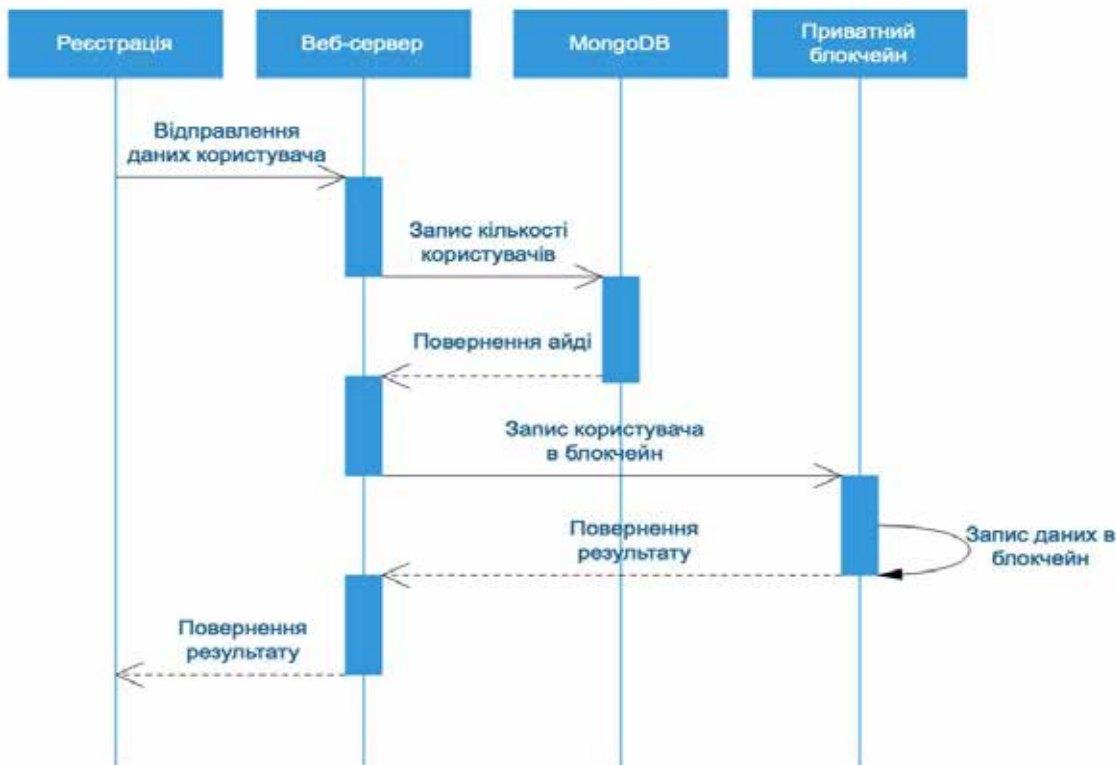 Реєстрація
Веб-сервер
MongoDB
Приватний
блокчейн
Відправлення
даних користувача
Запис кількості
користувачів
Повернення айді
Запис користувача
в блокчейн
Повернення
результату
Запис даних в
блокчейн
Повернення
результату